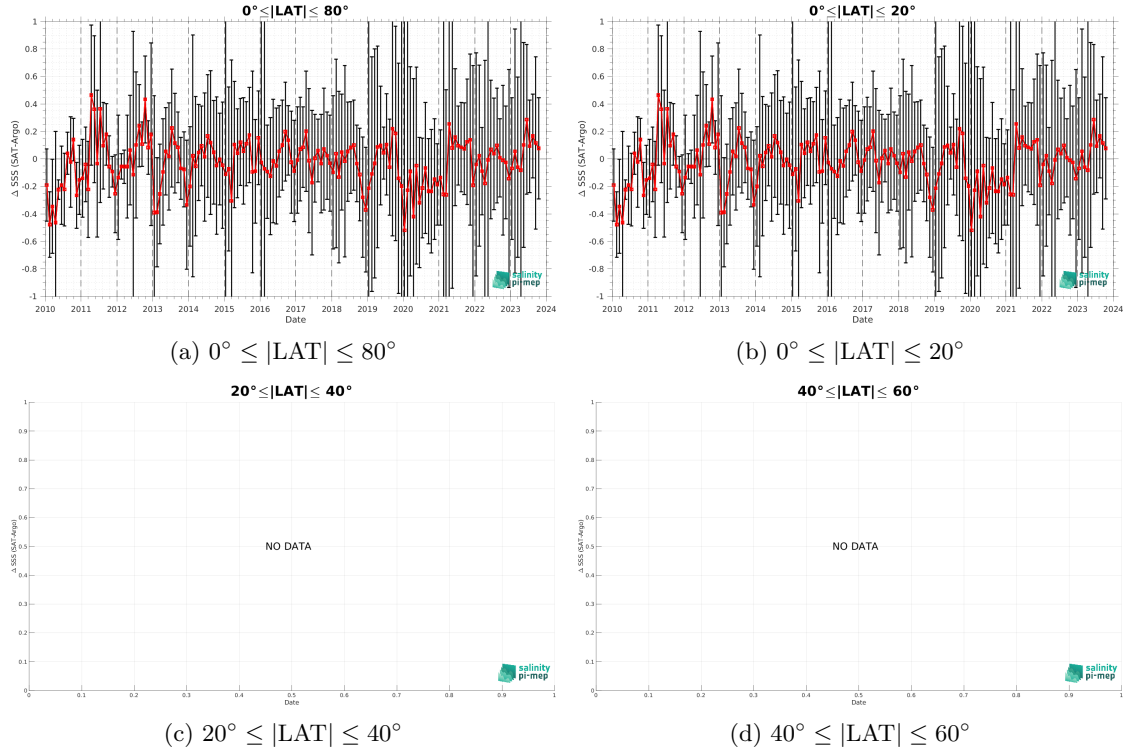 0°≤|LAT|≤ 80°
Δ SSS (SAT-Argo)
1
0.8
0.6
0.4
0.2
0
-0.2
-0.4
-0.6
-0.8
-1
2010 2011 2012 2013 2014 2015 2016 2017 2018 2019 2020 2021 2022 2023 2024
Date
salinity
pi-mep
(a) 0° ≤ |LAT| ≤ 80°
0°≤|LAT|≤ 20°
Δ SSS (SAT-Argo)
1
0.8
0.6
0.4
0.2
0
-0.2
-0.4
-0.6
-0.8
-1
2010 2011 2012 2013 2014 2015 2016 2017 2018 2019 2020 2021 2022 2023 2024
Date
salinity
pi-mep
(b) 0° ≤ |LAT| ≤ 20°
20°≤|LAT|≤ 40°
Δ SSS (SAT-Argo)
1
0.9
0.8
0.7
0.6
0.5
0.4
0.3
0.2
0.1
0
NO DATA
0 0.1 0.2 0.3 0.4 0.5 0.6 0.7 0.8 0.9 1
Date
salinity
pi-mep
(c) 20° ≤ |LAT| ≤ 40°
40°≤|LAT|≤ 60°
Δ SSS (SAT-Argo)
1
0.9
0.8
0.7
0.6
0.5
0.4
0.3
0.2
0.1
0
NO DATA
0 0.1 0.2 0.3 0.4 0.5 0.6 0.7 0.8 0.9 1
Date
salinity
pi-mep
(d) 40° ≤ |LAT| ≤ 60°